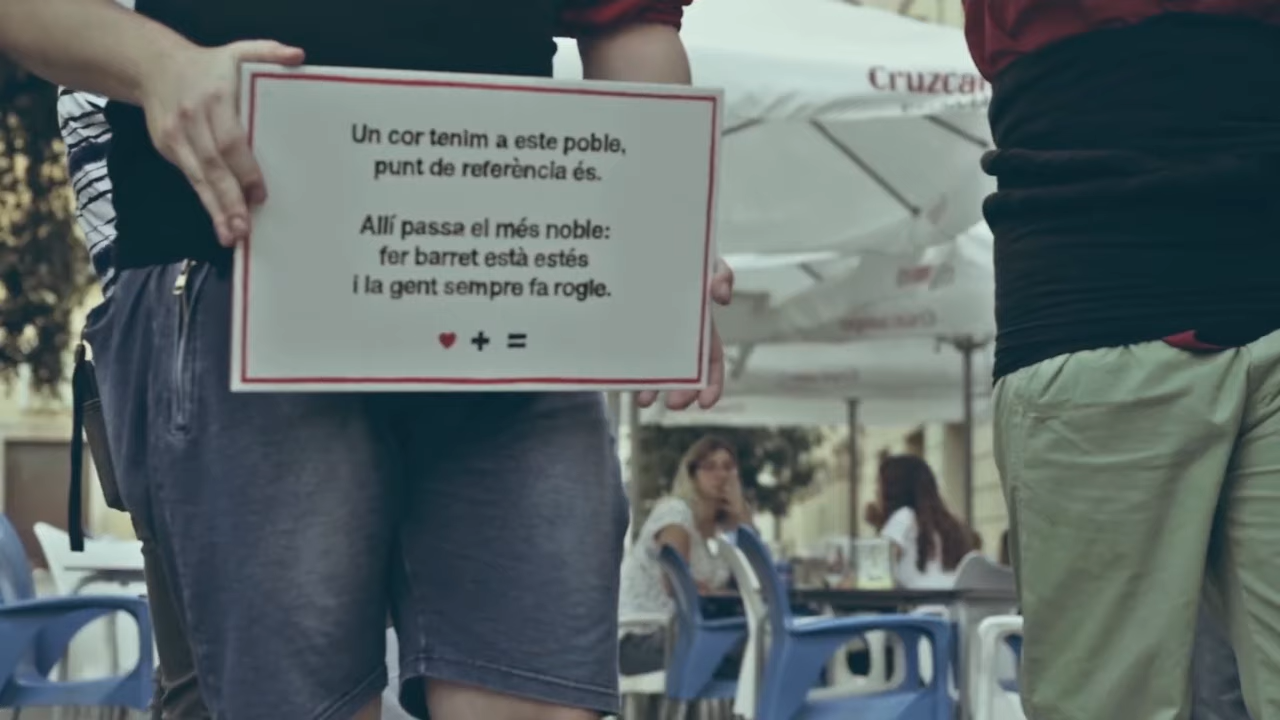 Cruzca
Un cor tenim a este poble,
punt de referència és.
Allí passa el més noble:
fer barret està estés
i la gent sempre fa rogle.
♥ + =